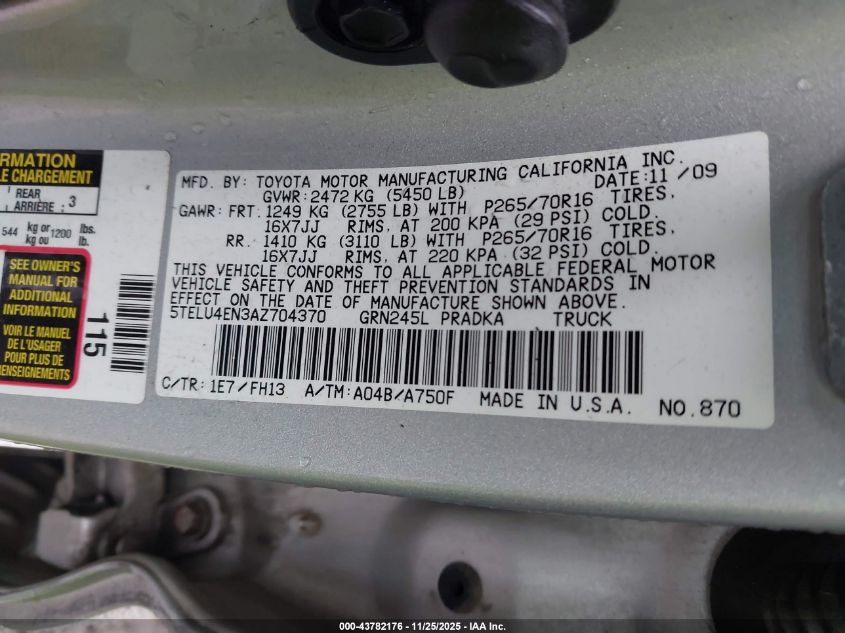 RMATION
LE CHARGEMENT
REAR
ARRIÈRE : 3
544 kg or 1200 lbs.
kg ou lb.
SEE OWNER'S
MANUAL FOR
ADDITIONAL
INFORMATION
VOIR LE MANUEL
DE L'USAGER
POUR PLUS DE
RENSEIGNEMENTS
115
MFD. BY: TOYOTA MOTOR MANUFACTURING CALIFORNIA INC.
GVWR: 2472 KG (5450 LB) DATE: 11 /09
GAWR: FRT. 1249 KG (2755 LB) WITH P265/70R16 TIRES,
16X7JJ RIMS, AT 200 KPA (29 PSI) COLD.
RR. 1410 KG (3110 LB) WITH P265/70R16 TIRES,
16X7JJ RIMS, AT 220 KPA (32 PSI) COLD.
THIS VEHICLE CONFORMS TO ALL APPLICABLE FEDERAL MOTOR
VEHICLE SAFETY AND THEFT PREVENTION STANDARDS IN
EFFECT ON THE DATE OF MANUFACTURE SHOWN ABOVE.
5TELU4EN3AZ704370 GRN245L PRADKA TRUCK
C/TR: 1E7/FH13 A/TM: A04B/A750F MADE IN U.S.A. NO. 870
000-43782176 - 11/25/2025 - IAA Inc.